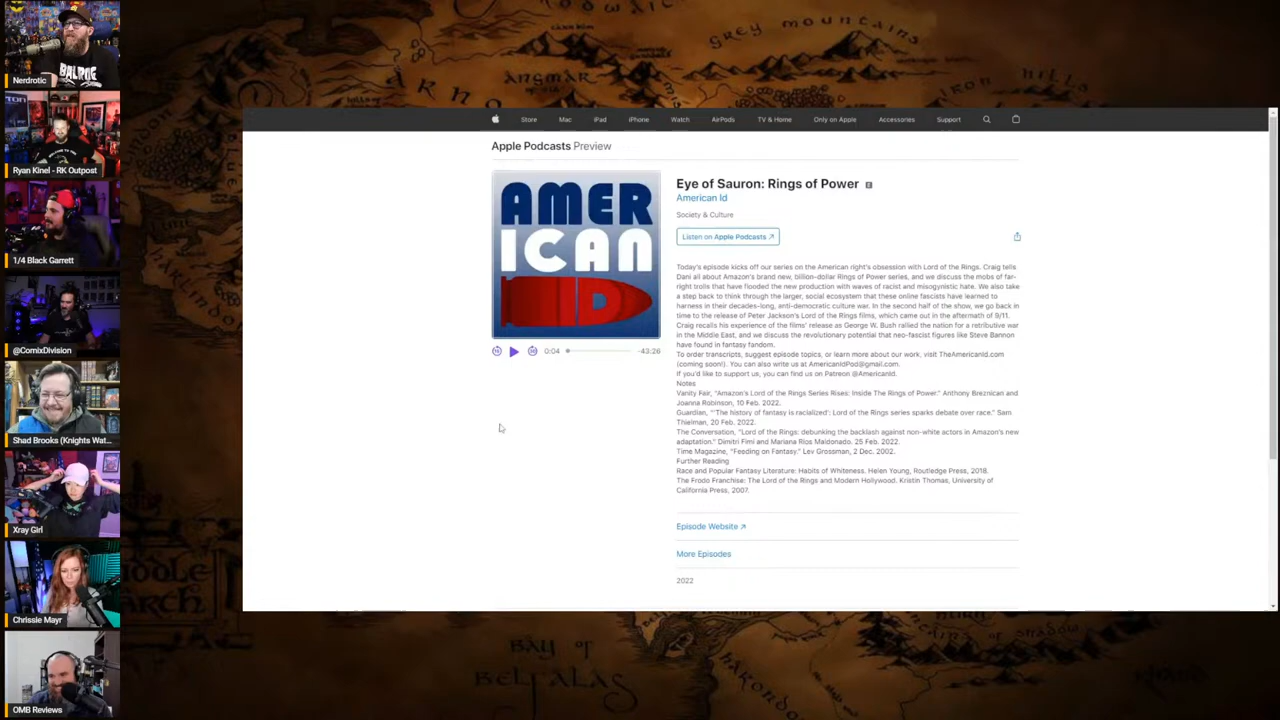 Nerdrotic
BALROG
Ryan Kinel - RK Outpost
1/4 Black Garrett
@ComixDivision
Shad Brooks (Knights Wat...
Xray Girl
Chrissie Mayr
OMB Reviews
GREY MOUNTAINS
ANGMAR
Store Mac iPad iPhone Watch AirPods TV & Home Only on Apple Accessories Support
Apple Podcasts Preview
AMER
ICAN
ID
0:04 -43:26
Eye of Sauron: Rings of Power E
American Id
Society & Culture
Listen on Apple Podcasts ↗
Today's episode kicks off our series on the American right's obsession with Lord of the Rings. Craig tells
Dani all about Amazon's brand new, billion-dollar Rings of Power series, and we discuss the mobs of far-
right trolls that have flooded the new production with waves of racist and misogynistic hate. We also take
a step back to think through the larger, social ecosystem that these online fascists have learned to
harness in their decades-long, anti-democratic culture war. In the second half of the show, we go back in
time to the release of Peter Jackson's Lord of the Rings films, which came out in the aftermath of 9/11.
Craig recalls his experience of the films' release as George W. Bush rallied the nation for a retributive war
in the Middle East, and we discuss the revolutionary potential that neo-fascist figures like Steve Bannon
have found in fantasy fandom.
To order transcripts, suggest episode topics, or learn more about our work, visit TheAmericanId.com
(coming soon!). You can also write us at AmericanIdPod@gmail.com.
If you'd like to support us, you can find us on Patreon @AmericanId.
Notes
Vanity Fair, "Amazon's Lord of the Rings Series Rises: Inside The Rings of Power." Anthony Breznican and
Joanna Robinson, 10 Feb. 2022.
Guardian, "'The history of fantasy is racialized': Lord of the Rings series sparks debate over race." Sam
Thielman, 20 Feb. 2022.
The Conversation, "Lord of the Rings: debunking the backlash against non-white actors in Amazon's new
adaptation." Dimitri Fimi and Mariana Rios Maldonado. 25 Feb. 2022.
Time Magazine, "Feeding on Fantasy." Lev Grossman, 2 Dec. 2002.
Further Reading
Race and Popular Fantasy Literature: Habits of Whiteness. Helen Young, Routledge Press, 2018.
The Frodo Franchise: The Lord of the Rings and Modern Hollywood. Kristin Thomas, University of
California Press, 2007.
Episode Website ↗
More Episodes
2022
BAY OF
BELFALAS